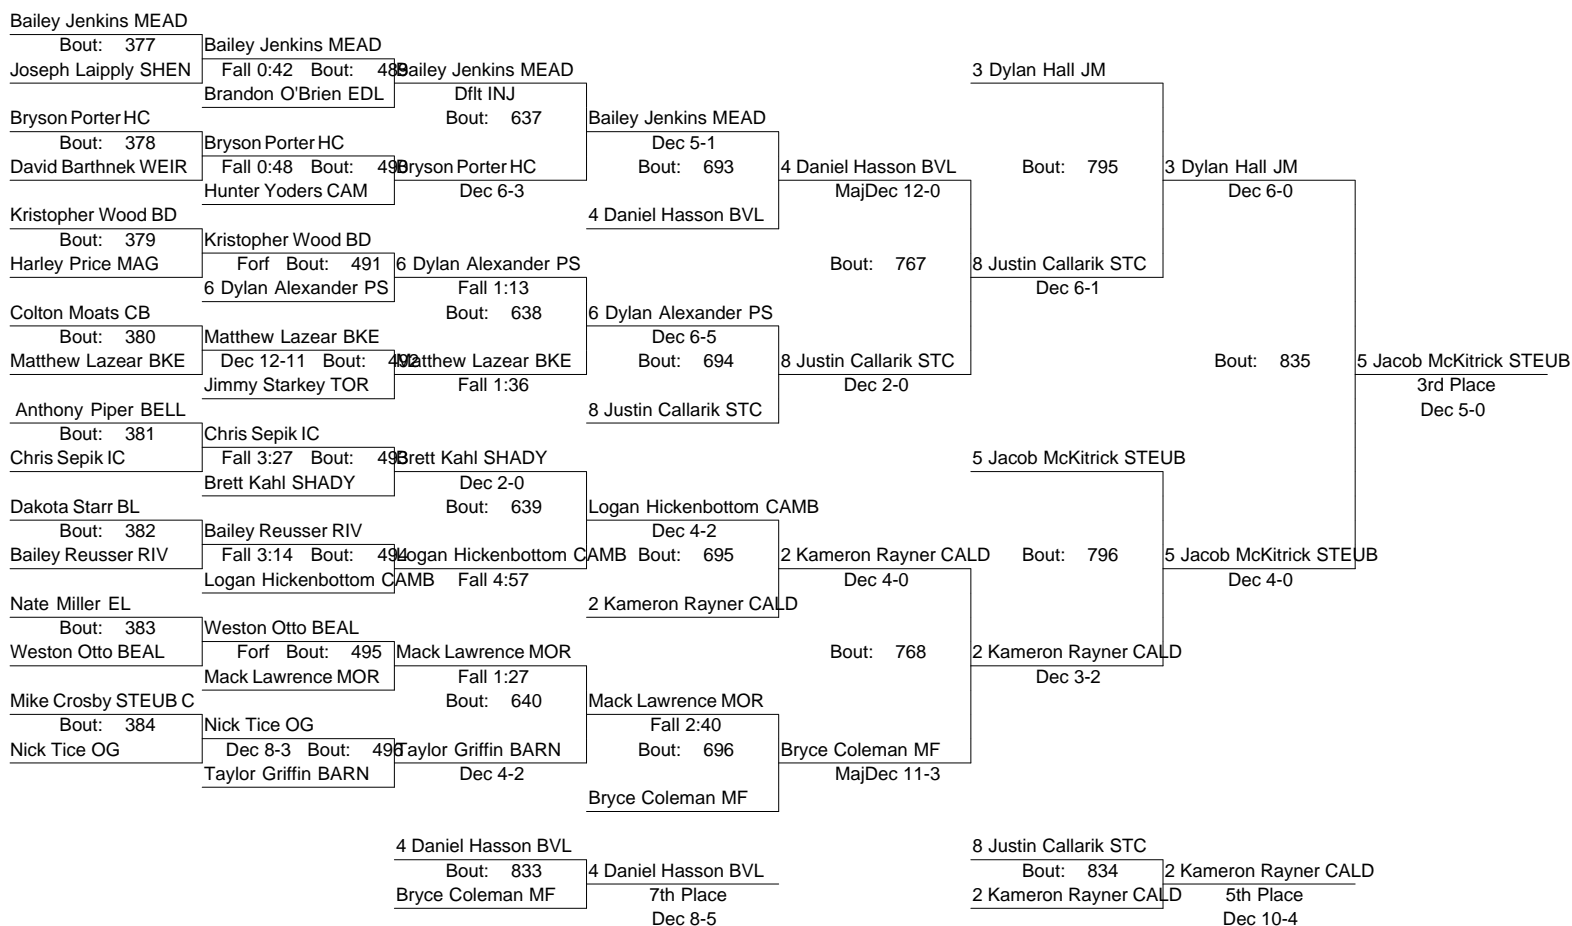 Bailey Jenkins MEAD
Bout: 377 Bailey Jenkins MEAD
Joseph Laipply SHEN Fall 0:42 Bout: 489 Bailey Jenkins MEAD 3 Dylan Hall JM
Brandon O'Brien EDL Dflt INJ
Bryson Porter HC Bout: 637 Bailey Jenkins MEAD
Bout: 378 Bryson Porter HC Dec 5-1
David Barthnek WEIR Fall 0:48 Bout: 490 Bryson Porter HC Bout: 693 4 Daniel Hasson BVL Bout: 795 3 Dylan Hall JM
Hunter Yoders CAM Dec 6-3 MajDec 12-0 Dec 6-0
Kristopher Wood BD 4 Daniel Hasson BVL
Bout: 379 Kristopher Wood BD
Harley Price MAG Forf Bout: 491 6 Dylan Alexander PS Bout: 767 8 Justin Callarik STC
6 Dylan Alexander PS Fall 1:13 Dec 6-1
Colton Moats CB Bout: 638 6 Dylan Alexander PS
Bout: 380 Matthew Lazear BKE Dec 6-5
Matthew Lazear BKE Dec 12-11 Bout: 492 Matthew Lazear BKE Bout: 694 8 Justin Callarik STC Bout: 835 5 Jacob McKitrick STEUB
Jimmy Starkey TOR Fall 1:36 Dec 2-0 3rd Place
Anthony Piper BELL 8 Justin Callarik STC Dec 5-0
Bout: 381 Chris Sepik IC
Chris Sepik IC Fall 3:27 Bout: 493 Brett Kahl SHADY 5 Jacob McKitrick STEUB
Brett Kahl SHADY Dec 2-0
Dakota Starr BL Bout: 639 Logan Hickenbottom CAMB
Bout: 382 Bailey Reusser RIV Dec 4-2
Bailey Reusser RIV Fall 3:14 Bout: 494 Logan Hickenbottom CAMB Bout: 695 2 Kameron Rayner CALD Bout: 796 5 Jacob McKitrick STEUB
Logan Hickenbottom CAMB Fall 4:57 Dec 4-0 Dec 4-0
Nate Miller EL 2 Kameron Rayner CALD
Bout: 383 Weston Otto BEAL
Weston Otto BEAL Forf Bout: 495 Mack Lawrence MOR Bout: 768 2 Kameron Rayner CALD
Mack Lawrence MOR Fall 1:27 Dec 3-2
Mike Crosby STEUB C Bout: 640 Mack Lawrence MOR
Bout: 384 Nick Tice OG Fall 2:40
Nick Tice OG Dec 8-3 Bout: 496 Taylor Griffin BARN Bout: 696 Bryce Coleman MF
Taylor Griffin BARN Dec 4-2 MajDec 11-3
Bryce Coleman MF
4 Daniel Hasson BVL 8 Justin Callarik STC
Bout: 833 4 Daniel Hasson BVL Bout: 834 2 Kameron Rayner CALD
Bryce Coleman MF 7th Place 2 Kameron Rayner CALD 5th Place
Dec 8-5 Dec 10-4